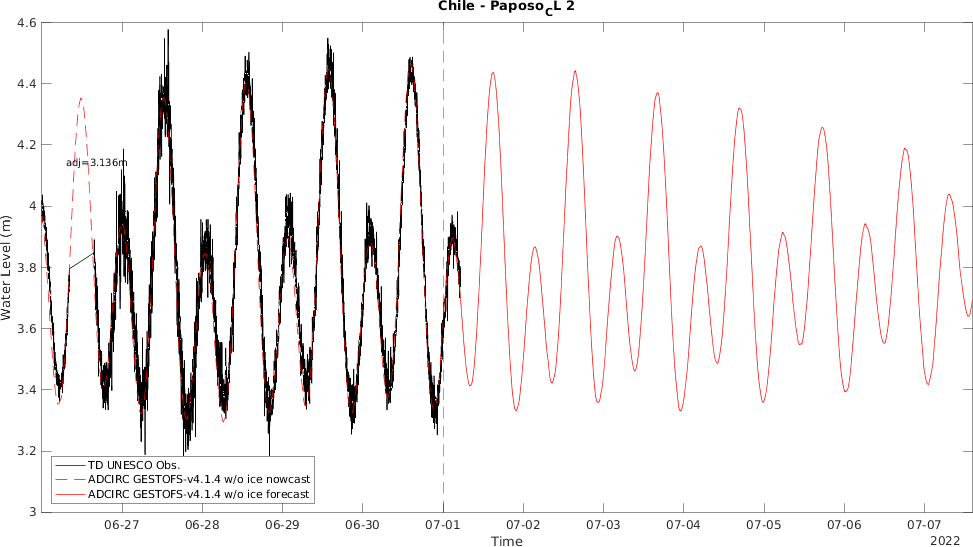 Chile - Paposo_CL 2
4.6
4.4
4.2
4
3.8
3.6
3.4
3.2
3
Water Level (m)
adj=3.136m
TD UNESCO Obs.
ADCIRC GESTOFS-v4.1.4 w/o ice nowcast
ADCIRC GESTOFS-v4.1.4 w/o ice forecast
06-27 06-28 06-29 06-30 07-01 07-02 07-03 07-04 07-05 07-06 07-07
Time
2022